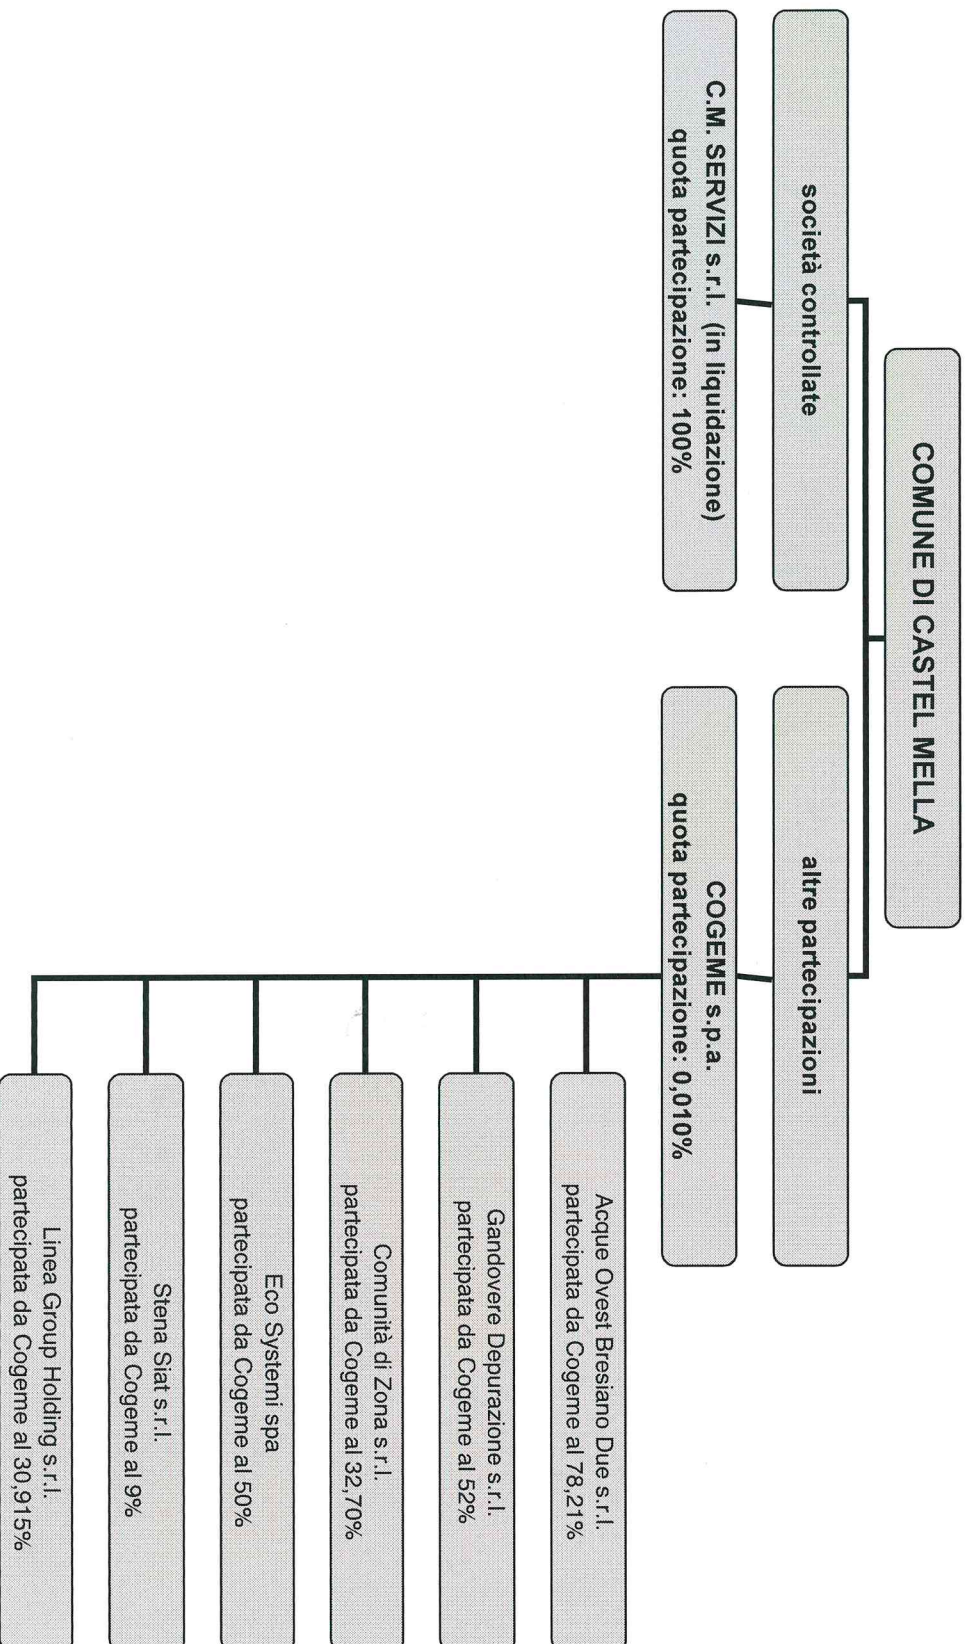 COMUNE DI CASTEL MELLA
società controllate
altre partecipazioni
C.M. SERVIZI s.r.l. (in liquidazione)
quota partecipazione: 100%
COGEME s.p.a.
quota partecipazione: 0,010%
Acque Ovest Bresiano Due s.r.l.
partecipata da Cogeme al 78,21%
Gandovere Depurazione s.r.l.
partecipata da Cogeme al 52%
Comunità di Zona s.r.l.
partecipata da Cogeme al 32,70%
Eco Systemi spa
partecipata da Cogeme al 50%
Stena Siat s.r.l.
partecipata da Cogeme al 9%
Linea Group Holding s.r.l.
partecipata da Cogeme al 30,915%